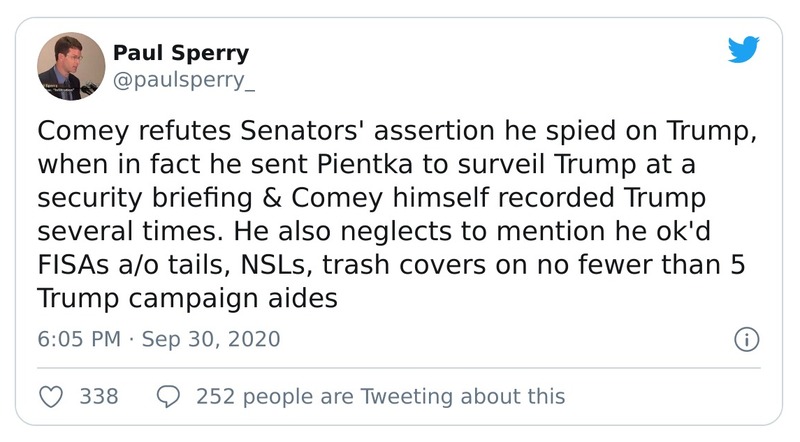 Paul Sperry
@paulsperry_
Comey refutes Senators' assertion he spied on Trump,
when in fact he sent Pientka to surveil Trump at a
security briefing & Comey himself recorded Trump
several times. He also neglects to mention he ok'd
FISAs a/o tails, NSLs, trash covers on no fewer than 5
Trump campaign aides
6:05 PM · Sep 30, 2020
338 252 people are Tweeting about this